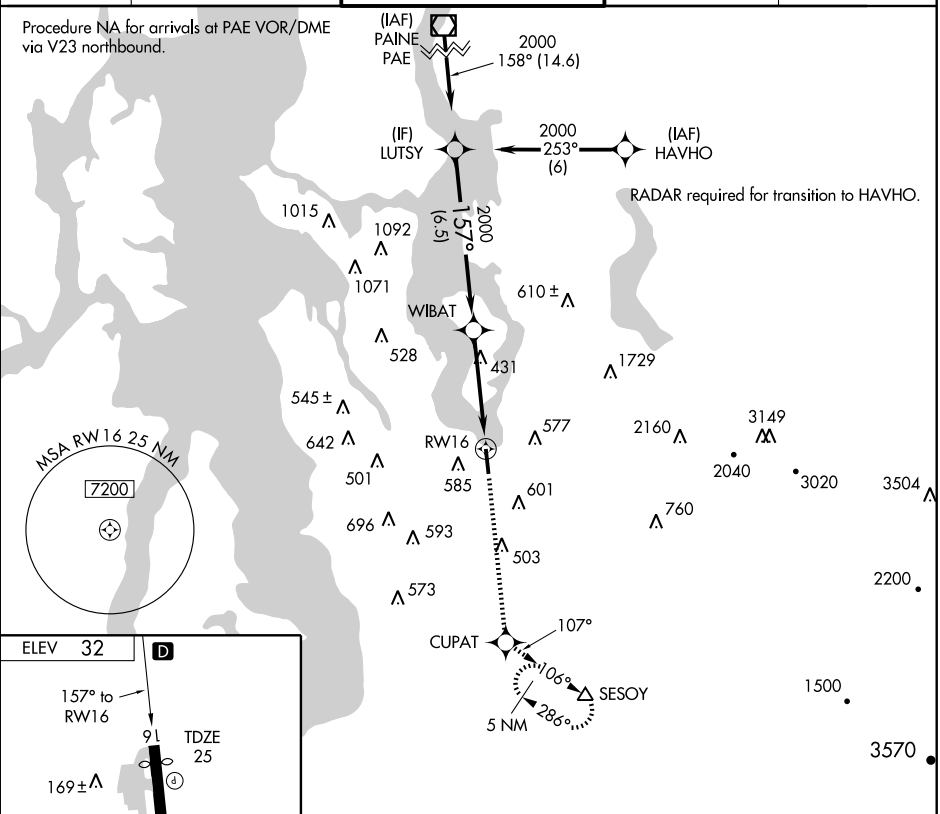 Procedure NA for arrivals at PAE VOR/DME
via V23 northbound.
(IAF)
PAINE
PAE
2000
158° (14.6)
(IF)
LUTSY
2000
253°
(6)
(IAF)
HAVHO
RADAR required for transition to HAVHO.
2000
157°
(6.5)
1015
1092
1071
610 ±
WIBAT
528
431
1729
545 ±
642
501
RW16
577
585
2160
3149
2040
3020
3504
MSA RW16 25 NM
7200
601
760
696
593
503
573
2200
CUPAT
107°
106°
SESOY
286°
5 NM
1500
3570
ELEV 32
D
157° to
RW16
16
TDZE
25
P
169 ±